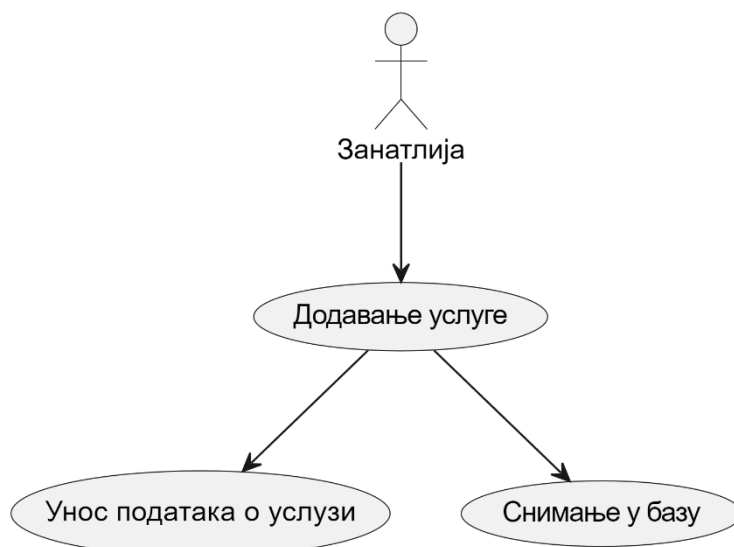 Занатлија
Додавање услуге
Унос података о услузи
Снимање у базу